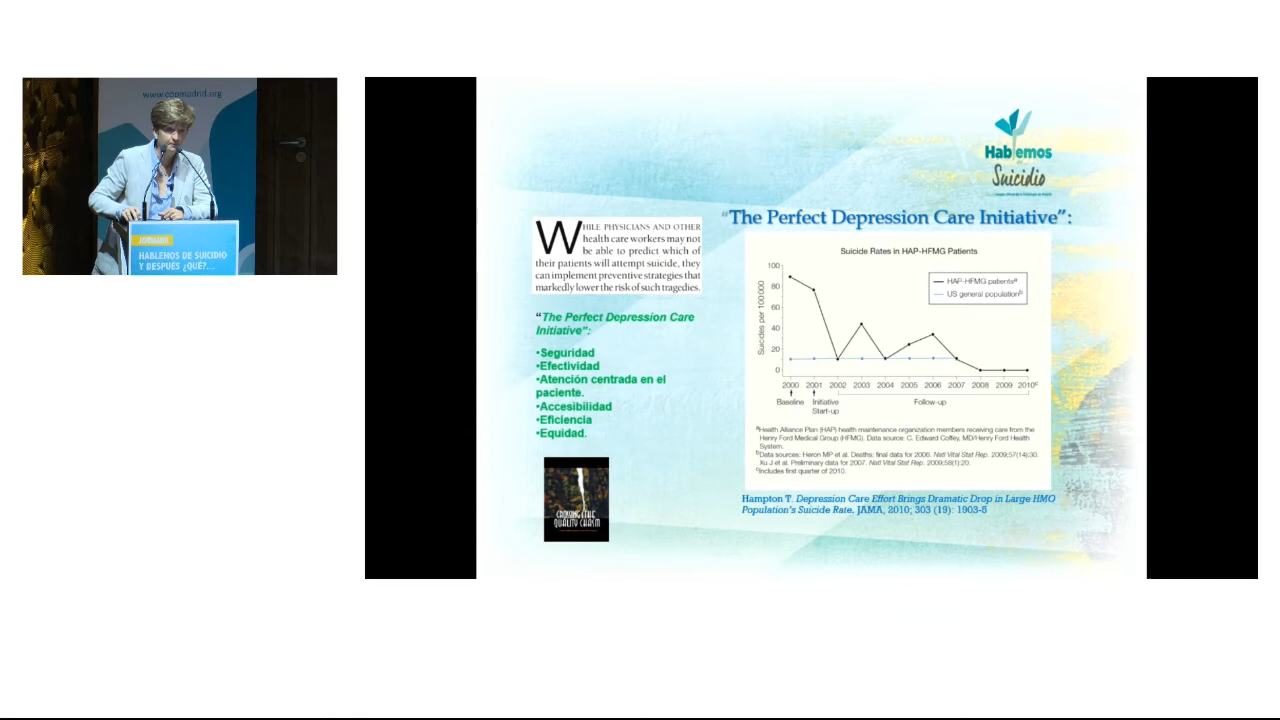 www.copmadrid.org
JORNADA
HABLEMOS DE SUICIDIO
Y DESPUÉS ¿QUÉ?...
Hablemos
de
Suicidio
"The Perfect Depression Care Initiative":
WHILE PHYSICIANS AND OTHER
health care workers may not
be able to predict which of
their patients will attempt suicide, they
can implement preventive strategies that
markedly lower the risk of such tragedies.
"The Perfect Depression Care
Initiative":
•Seguridad
•Efectividad
•Atención centrada en el
paciente.
•Accesibilidad
•Eficiencia
•Equidad.
CROSSING THE
QUALITY CHASM
Suicide Rates in HAP-HFMG Patients
Suicides per 100 000
100
80
60
40
20
0
HAP-HFMG patientsa
US general populationb
2000 2001 2002 2003 2004 2005 2006 2007 2008 2009 2010c
Baseline Initiative Follow-up
Start-up
aHealth Alliance Plan (HAP) health maintenance organization members receiving care from the
Henry Ford Medical Group (HFMG). Data source: C. Edward Coffey, MD/Henry Ford Health
System.
bData sources: Heron MP et al. Deaths: final data for 2006. Natl Vital Stat Rep. 2009;57(14):30.
Xu J et al. Preliminary data for 2007. Natl Vital Stat Rep. 2009;58(1):20.
cIncludes first quarter of 2010.
Hampton T. Depression Care Effort Brings Dramatic Drop in Large HMO
Population's Suicide Rate. JAMA, 2010; 303 (19): 1903-5